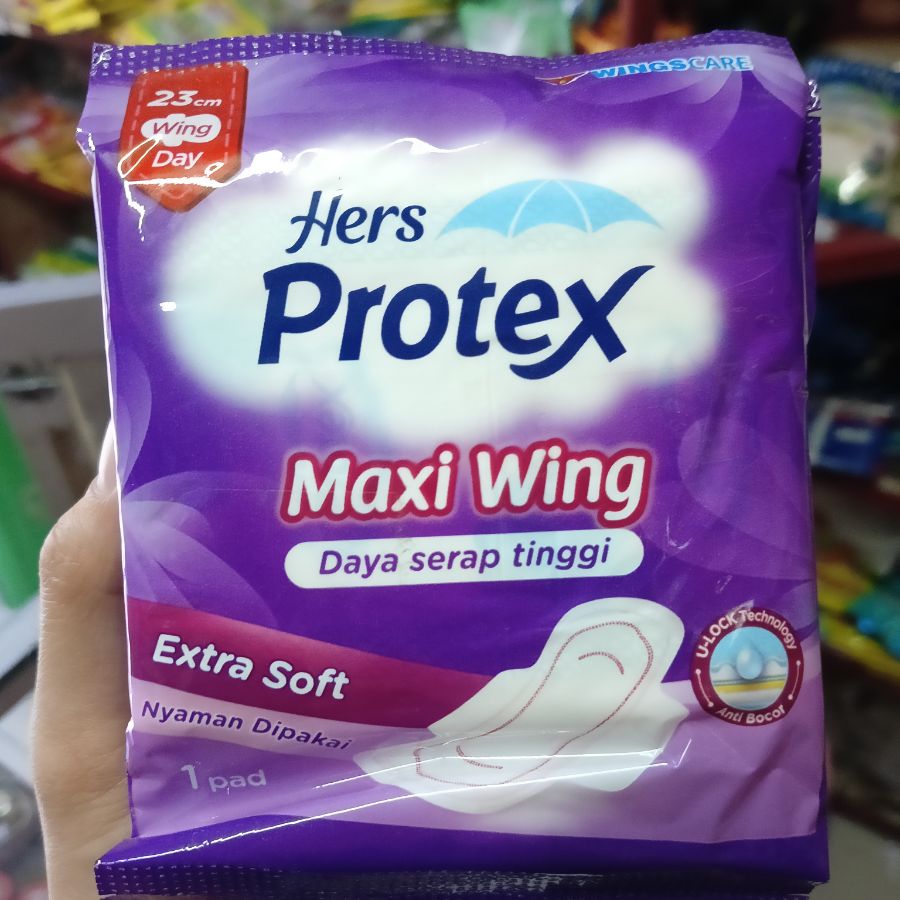 WINGSCARE
23cm
Wing
Day
Hers
Protex
Maxi Wing
Daya serap tinggi
Extra Soft
Nyaman Dipakai
1 pad
U-LOCK Technology
Anti Bocor